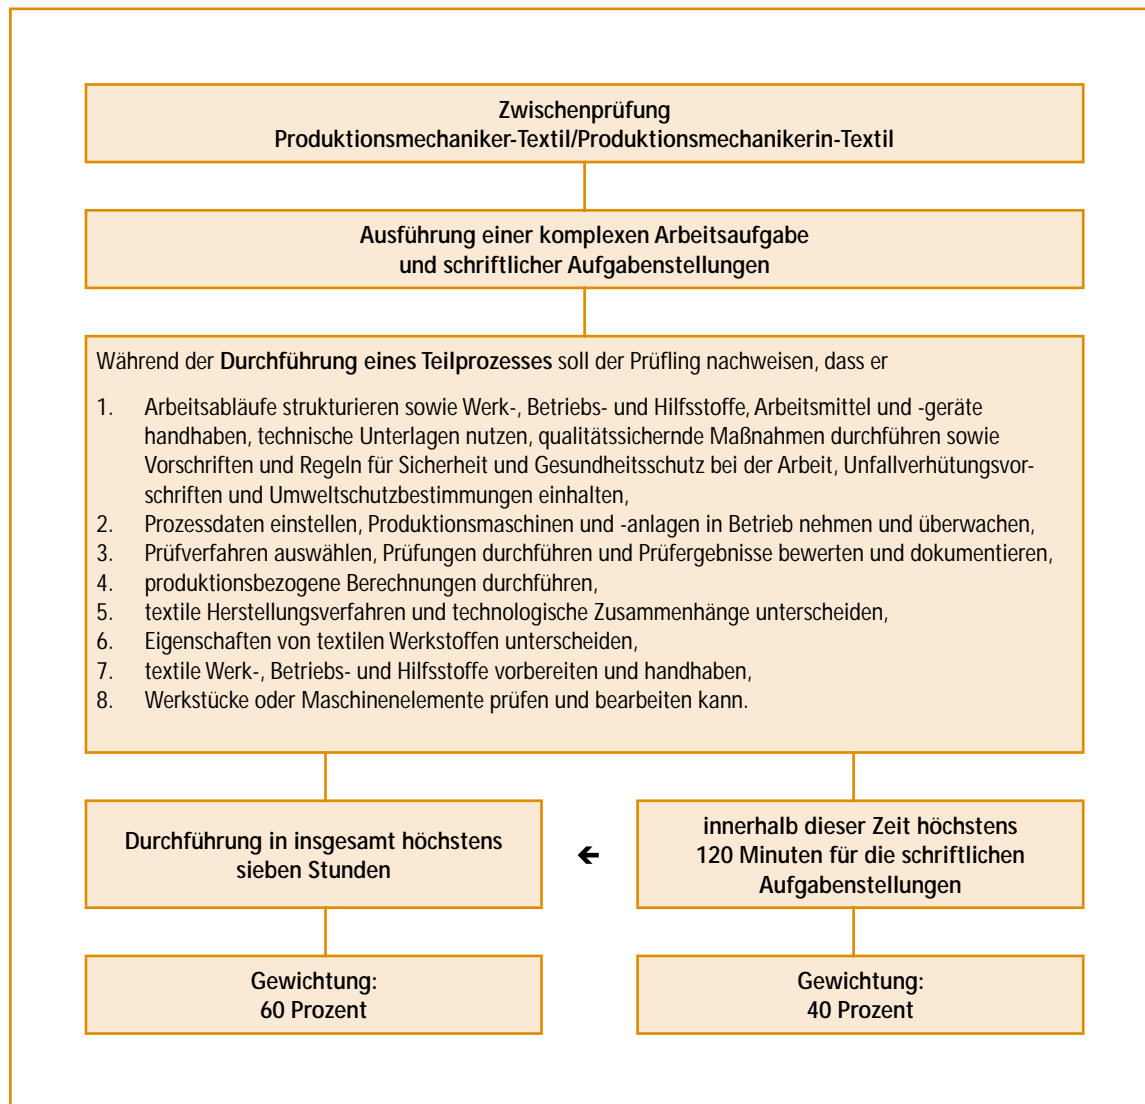 Zwischenprüfung
Produktionsmechaniker-Textil/Produktionsmechanikerin-Textil
Ausführung einer komplexen Arbeitsaufgabe
und schriftlicher Aufgabenstellungen
Während der Durchführung eines Teilprozesses soll der Prüfling nachweisen, dass er
1. Arbeitsabläufe strukturieren sowie Werk-, Betriebs- und Hilfsstoffe, Arbeitsmittel und -geräte
handhaben, technische Unterlagen nutzen, qualitätssichernde Maßnahmen durchführen sowie
Vorschriften und Regeln für Sicherheit und Gesundheitsschutz bei der Arbeit, Unfallverhütungsvor-
schriften und Umweltschutzbestimmungen einhalten,
2. Prozessdaten einstellen, Produktionsmaschinen und -anlagen in Betrieb nehmen und überwachen,
3. Prüfverfahren auswählen, Prüfungen durchführen und Prüfergebnisse bewerten und dokumentieren,
4. produktionsbezogene Berechnungen durchführen,
5. textile Herstellungsverfahren und technologische Zusammenhänge unterscheiden,
6. Eigenschaften von textilen Werkstoffen unterscheiden,
7. textile Werk-, Betriebs- und Hilfsstoffe vorbereiten und handhaben,
8. Werkstücke oder Maschinenelemente prüfen und bearbeiten kann.
Durchführung in insgesamt höchstens
sieben Stunden
innerhalb dieser Zeit höchstens
120 Minuten für die schriftlichen
Aufgabenstellungen
Gewichtung:
60 Prozent
Gewichtung:
40 Prozent